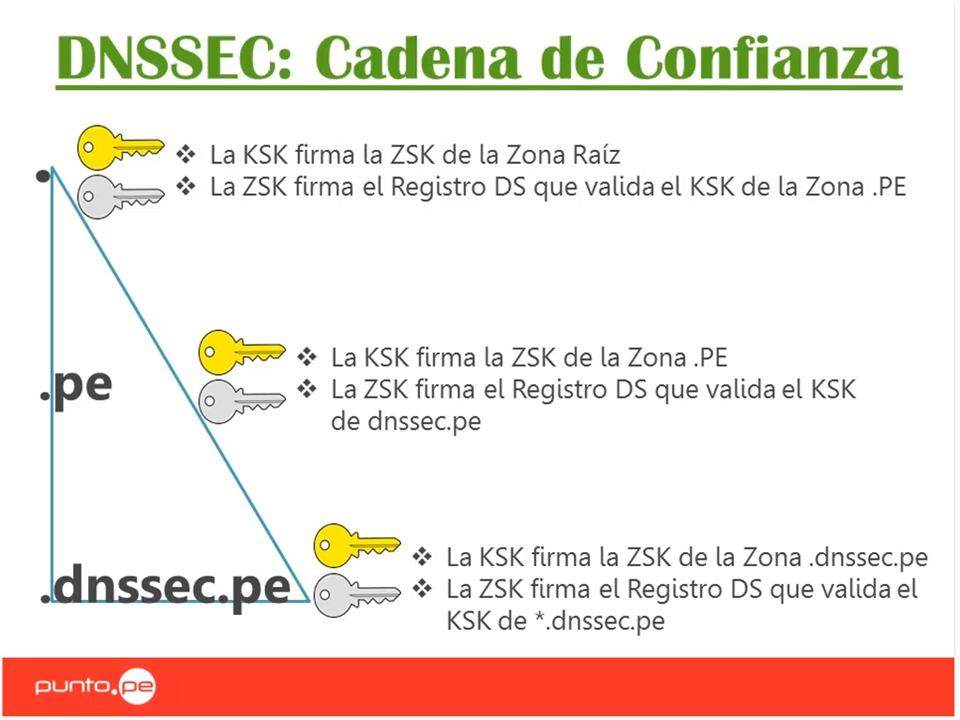 DNSSEC: Cadena de Confianza
❖ La KSK firma la ZSK de la Zona Raíz
❖ La ZSK firma el Registro DS que valida el KSK de la Zona .PE
.
.pe
❖ La KSK firma la ZSK de la Zona .PE
❖ La ZSK firma el Registro DS que valida el KSK
de dnssec.pe
.dnssec.pe
❖ La KSK firma la ZSK de la Zona .dnssec.pe
❖ La ZSK firma el Registro DS que valida el
KSK de *.dnssec.pe
punto.pe